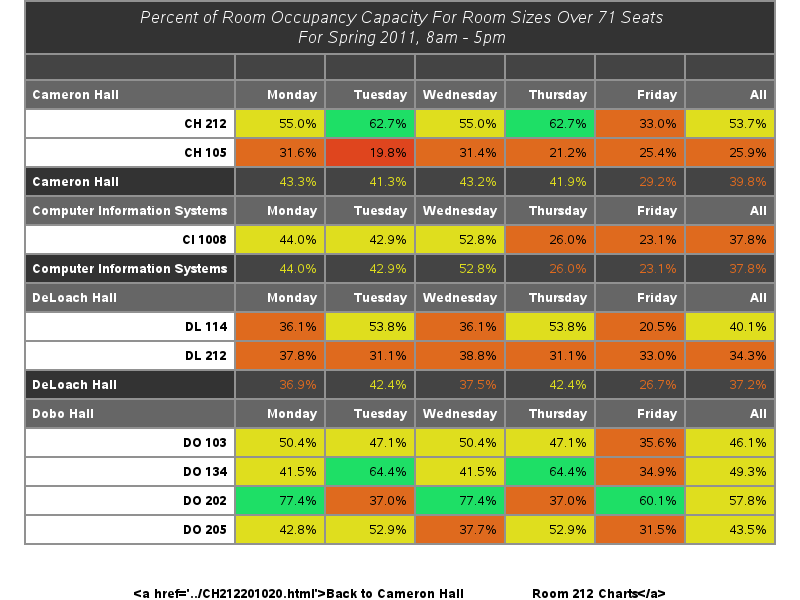 Percent of Room Occupancy Capacity For Room Sizes Over 71 Seats
For Spring 2011, 8am - 5pm
Cameron Hall Monday Tuesday Wednesday Thursday Friday All
CH 212 55.0% 62.7% 55.0% 62.7% 33.0% 53.7%
CH 105 31.6% 19.8% 31.4% 21.2% 25.4% 25.9%
Cameron Hall 43.3% 41.3% 43.2% 41.9% 29.2% 39.8%
Computer Information Systems Monday Tuesday Wednesday Thursday Friday All
CI 1008 44.0% 42.9% 52.8% 26.0% 23.1% 37.8%
Computer Information Systems 44.0% 42.9% 52.8% 26.0% 23.1% 37.8%
DeLoach Hall Monday Tuesday Wednesday Thursday Friday All
DL 114 36.1% 53.8% 36.1% 53.8% 20.5% 40.1%
DL 212 37.8% 31.1% 38.8% 31.1% 33.0% 34.3%
DeLoach Hall 36.9% 42.4% 37.5% 42.4% 26.7% 37.2%
Dobo Hall Monday Tuesday Wednesday Thursday Friday All
DO 103 50.4% 47.1% 50.4% 47.1% 35.6% 46.1%
DO 134 41.5% 64.4% 41.5% 64.4% 34.9% 49.3%
DO 202 77.4% 37.0% 77.4% 37.0% 60.1% 57.8%
DO 205 42.8% 52.9% 37.7% 52.9% 31.5% 43.5%
<a href='../CH212201020.html'>Back to Cameron Hall Room 212 Charts</a>